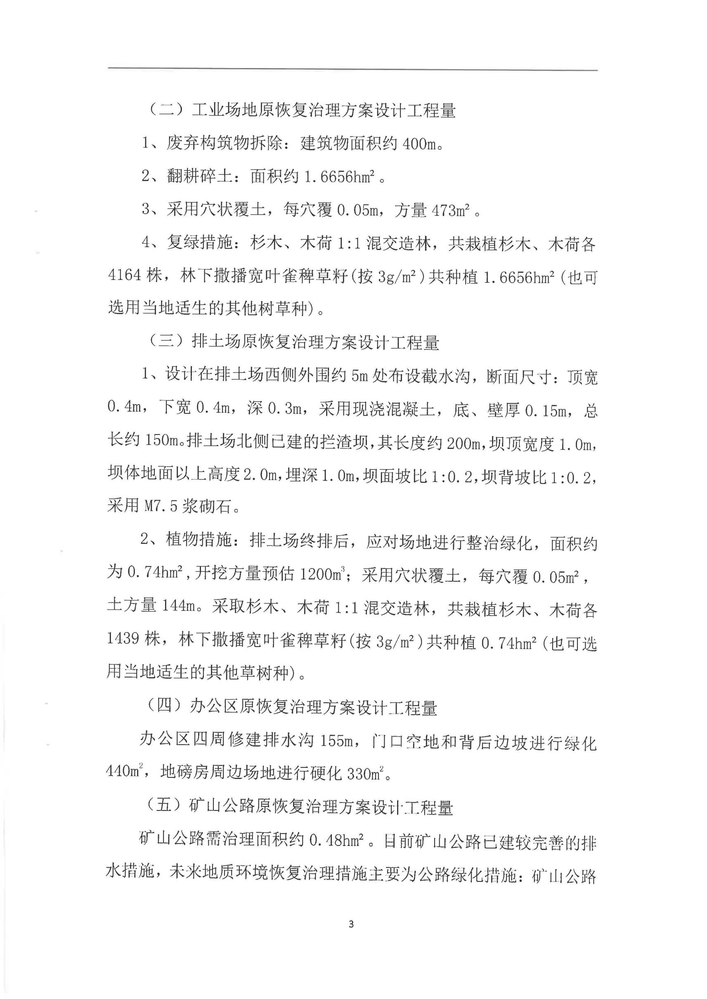 （二）工业场地原恢复治理方案设计工程量
1、废弃构筑物拆除：建筑物面积约 400m。
2、翻耕碎土：面积约 1.6656hm²。
3、采用穴状覆土，每穴覆 0.05m，方量 473m²。
4、复绿措施：杉木、木荷 1:1 混交造林，共栽植杉木、木荷各
4164 株，林下撒播宽叶雀稗草籽(按 3g/m²)共种植 1.6656hm²(也可
选用当地适生的其他树草种)。
（三）排土场原恢复治理方案设计工程量
1、设计在排土场西侧外围约 5m 处布设截水沟，断面尺寸：顶宽
0.4m，下宽 0.4m，深 0.3m，采用现浇混凝土，底、壁厚 0.15m，总
长约 150m。排土场北侧已建的拦渣坝，其长度约 200m，坝顶宽度 1.0m，
坝体地面以上高度 2.0m，埋深 1.0m，坝面坡比 1:0.2，坝背坡比 1:0.2，
采用 M7.5 浆砌石。
2、植物措施：排土场终排后，应对场地进行整治绿化，面积约
为 0.74hm²,开挖方量预估 1200m³；采用穴状覆土，每穴覆 0.05m²，
土方量 144m。采取杉木、木荷 1:1 混交造林，共栽植杉木、木荷各
1439 株，林下撒播宽叶雀稗草籽(按 3g/m²)共种植 0.74hm²(也可选
用当地适生的其他草树种)。
（四）办公区原恢复治理方案设计工程量
办公区四周修建排水沟 155m，门口空地和背后边坡进行绿化
440m²，地磅房周边场地进行硬化 330m²。
（五）矿山公路原恢复治理方案设计工程量
矿山公路需治理面积约 0.48hm²。目前矿山公路已建较完善的排
水措施，未来地质环境恢复治理措施主要为公路绿化措施：矿山公路
3